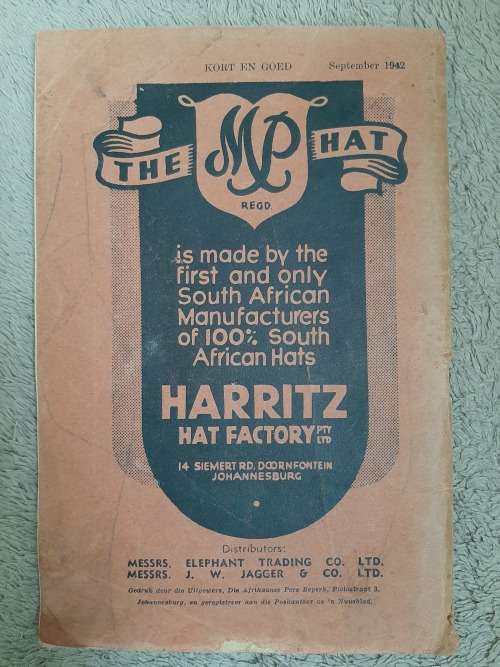 KORT EN GOED September 1942
THE MP HAT
REGD.
is made by the
first and only
South African
Manufacturers
of 100% South
African Hats
HARRITZ
HAT FACTORY PTY LTD
14 SIEMERT RD. DOORNFONTEIN
JOHANNESBURG
Distributors:
MESSRS. ELEPHANT TRADING CO. LTD.
MESSRS. J. W. JAGGER & CO. LTD.
Gedruk deur die Uitgewers, Die Afrikaanse Pers Beperk,
Johannesburg, en geregistreer aan die Poskantoor as 'n Nuusblad.